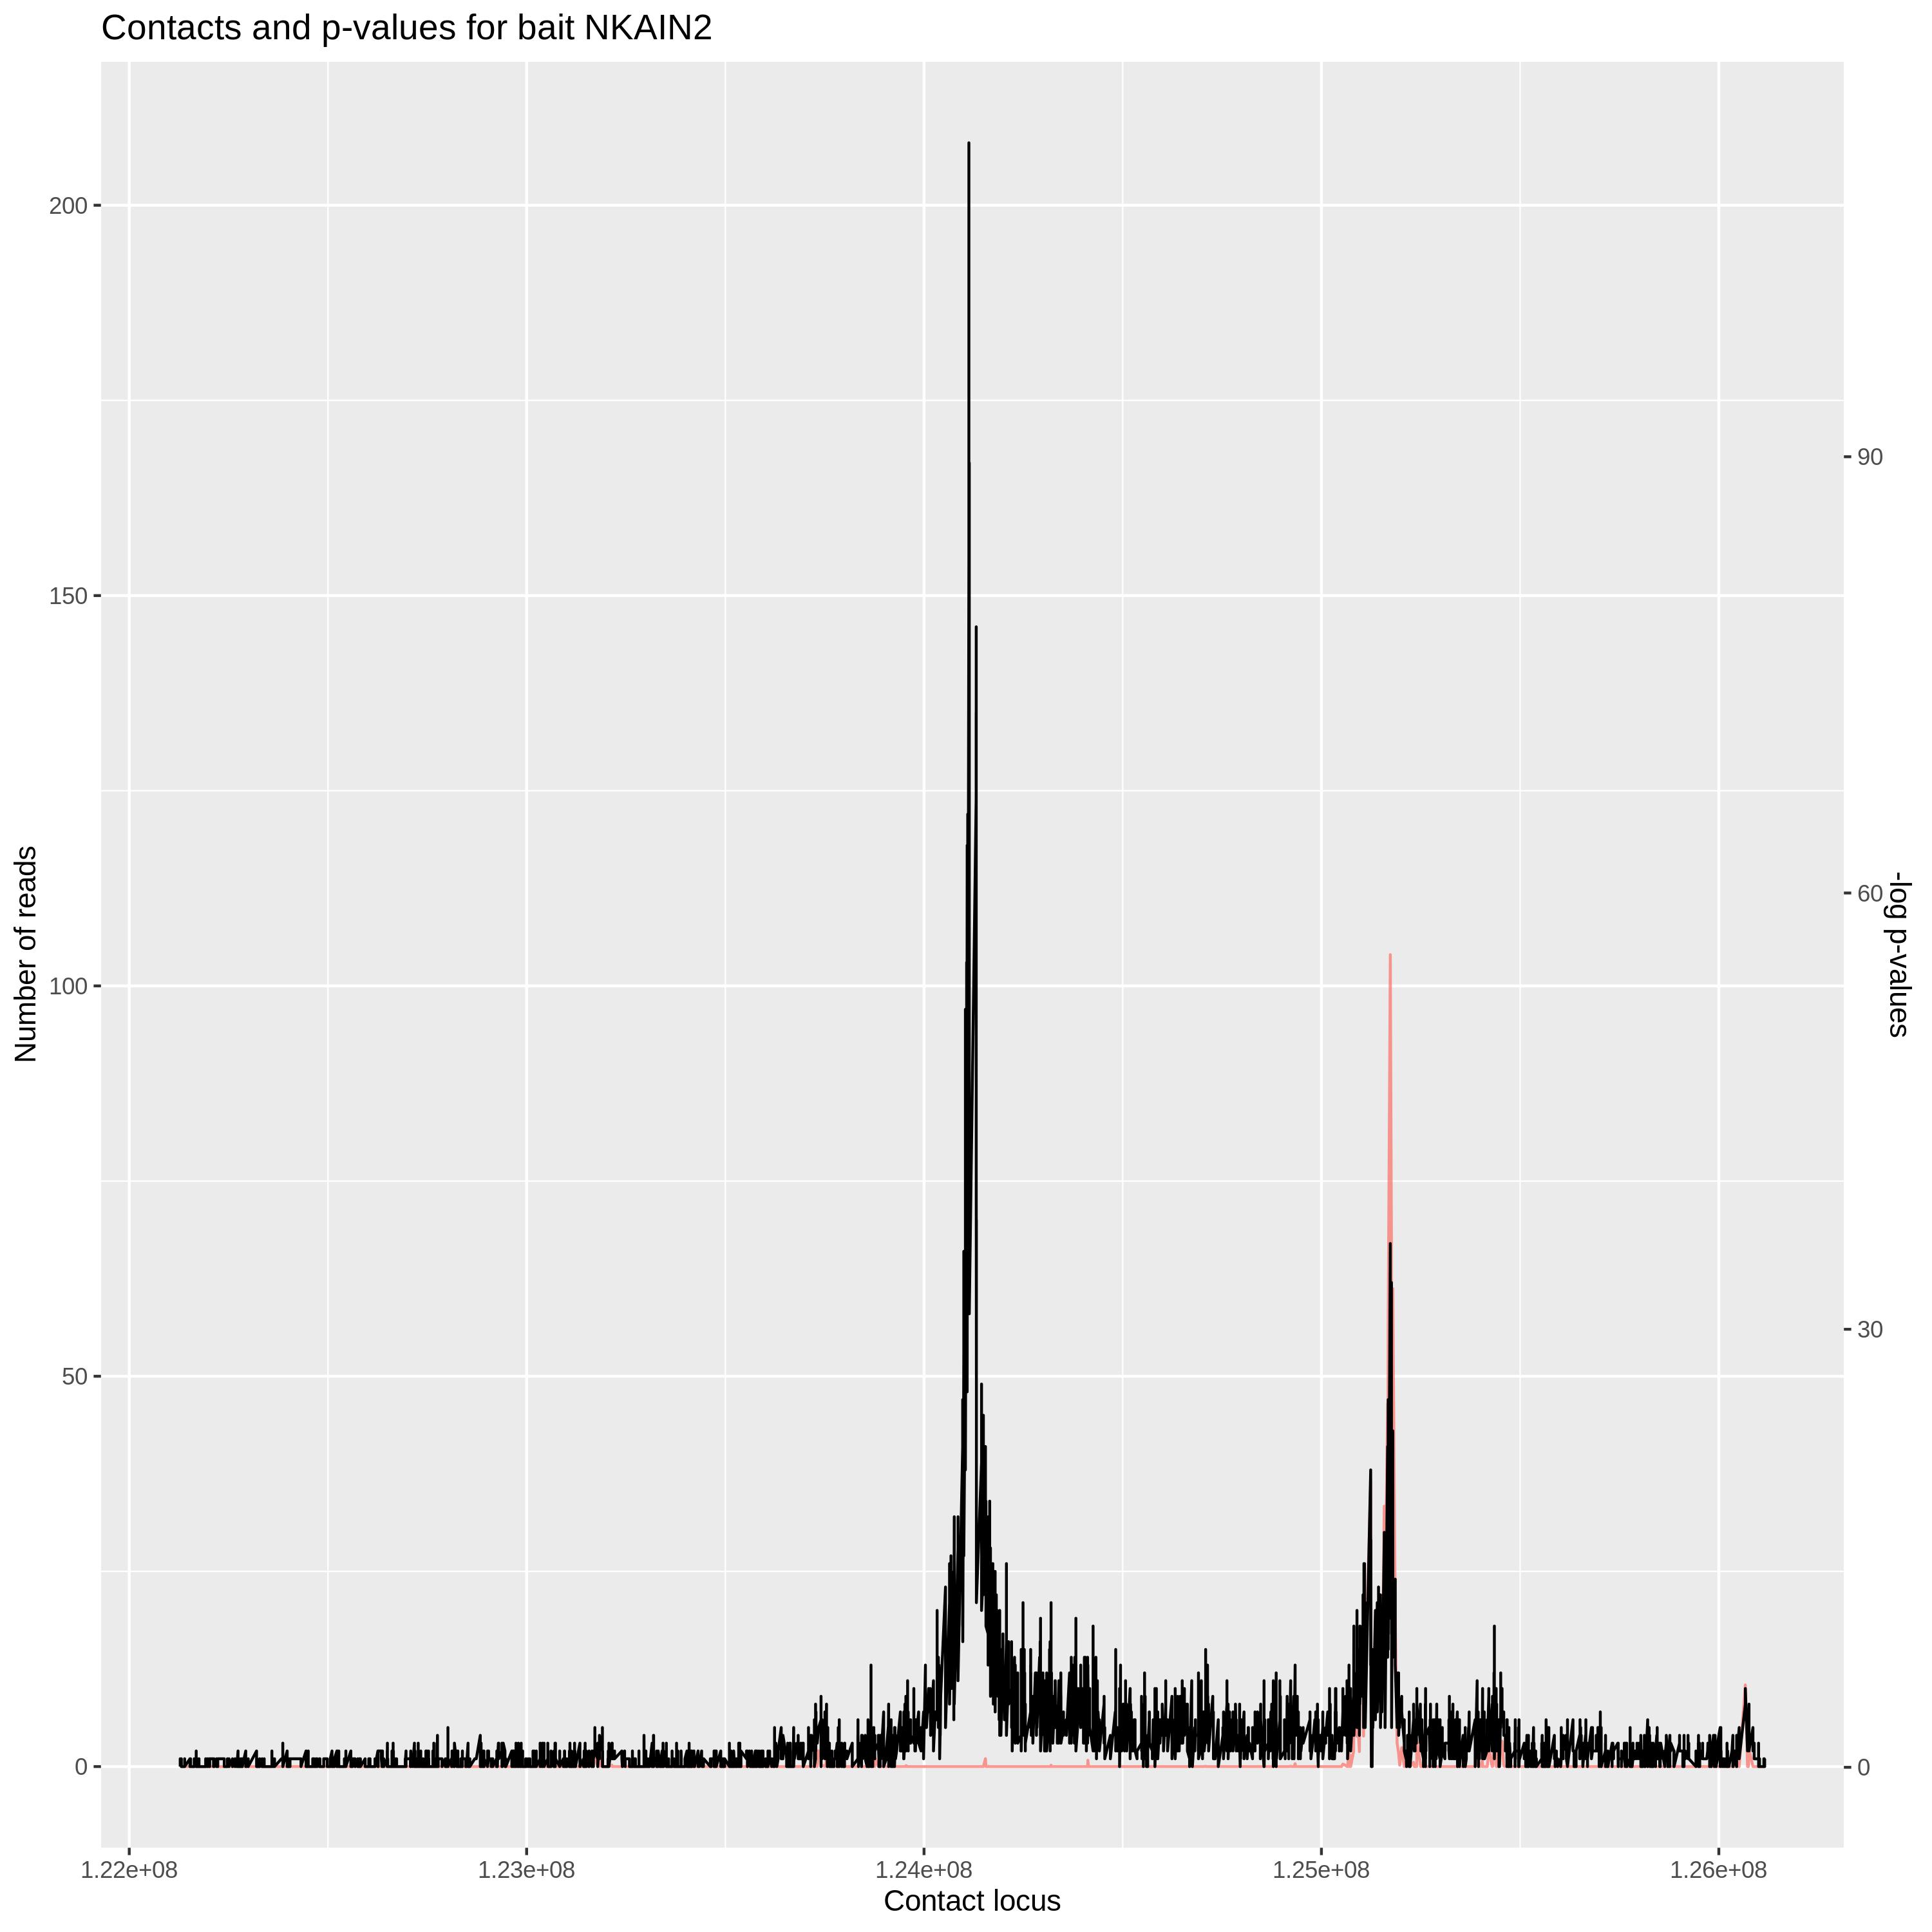 Contacts and p-values for bait NKAIN2
200
150
100
50
0
Number of reads
90
60
30
0
-log p-values
1.22e+08
1.23e+08
1.24e+08
1.25e+08
1.26e+08
Contact locus